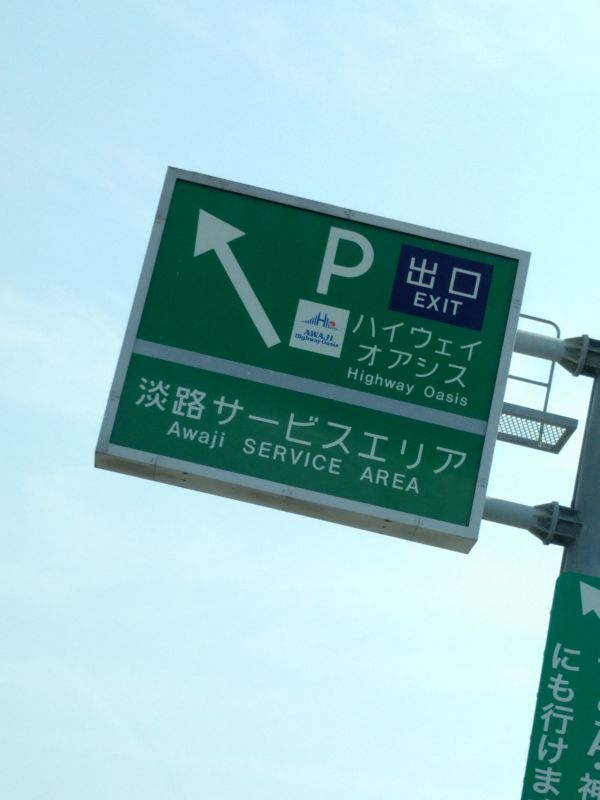 P
出口
EXIT
AWAJI
Highway Oasis
ハイウェイ
オアシス
Highway Oasis
淡路サービスエリア
Awaji SERVICE AREA
にも行けま